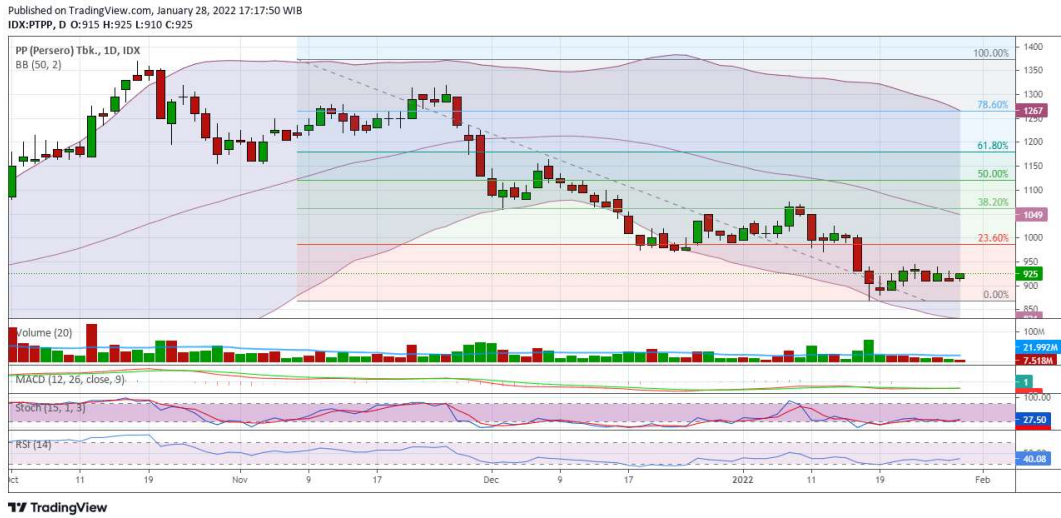 Published on TradingView.com, January 28, 2022 17:17:50 WIB
IDX:PTPP, D O:915 H:925 L:910 C:925
PP (Persero) Tbk., 1D, IDX
BB (50, 2)
1400
100.00%
1350
1300
78.60%
1267
1250
1200
61.80%
1150
50.00%
1100
38.20%
1049
1000
23.60%
950
925
900
0.00%
850
Volume (20)
100M
21.992M
7.518M
MACD (12, 26, close, 9)
1
Stoch (15, 1, 3)
100.00
27.50
RSI (14)
40.08
Oct 11 19 Nov 9 17 Dec 9 17 2022 11 19 Feb
TradingView